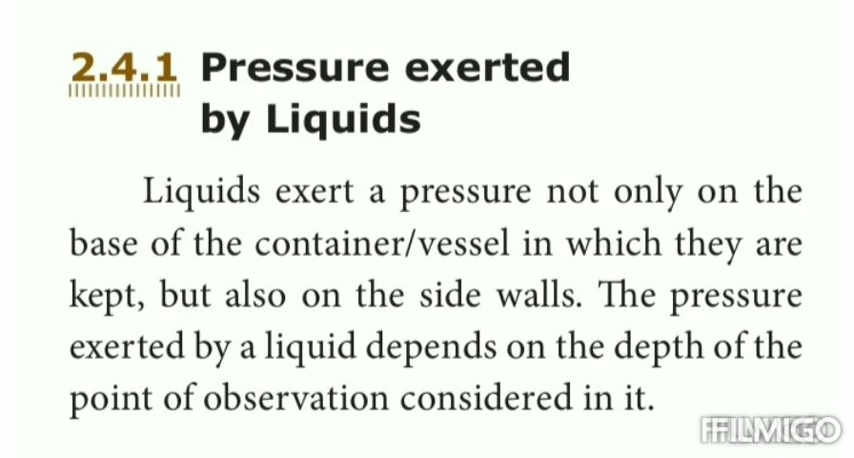 2.4.1 Pressure exerted
by Liquids
Liquids exert a pressure not only on the
base of the container/vessel in which they are
kept, but also on the side walls. The pressure
exerted by a liquid depends on the depth of the
point of observation considered in it.
FILMIGO